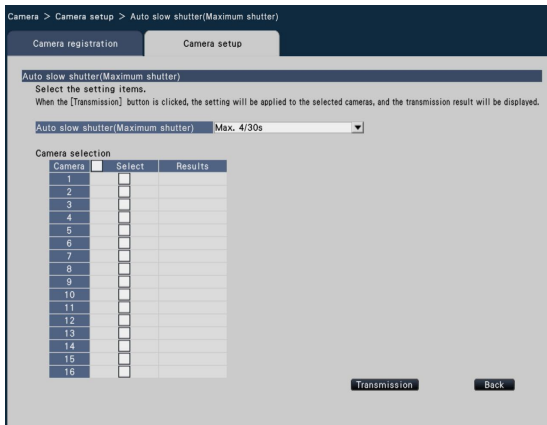 Camera > Camera setup > Auto slow shutter(Maximum shutter)
Camera registration
Camera setup
Auto slow shutter(Maximum shutter)
Select the setting items.
When the [Transmission] button is clicked, the setting will be applied to the selected cameras, and the transmission result will be displayed.
Auto slow shutter(Maximum shutter) Max. 4/30s
Camera selection
Camera Select Results
1
2
3
4
5
6
7
8
9
10
11
12
13
14
15
16
Transmission Back